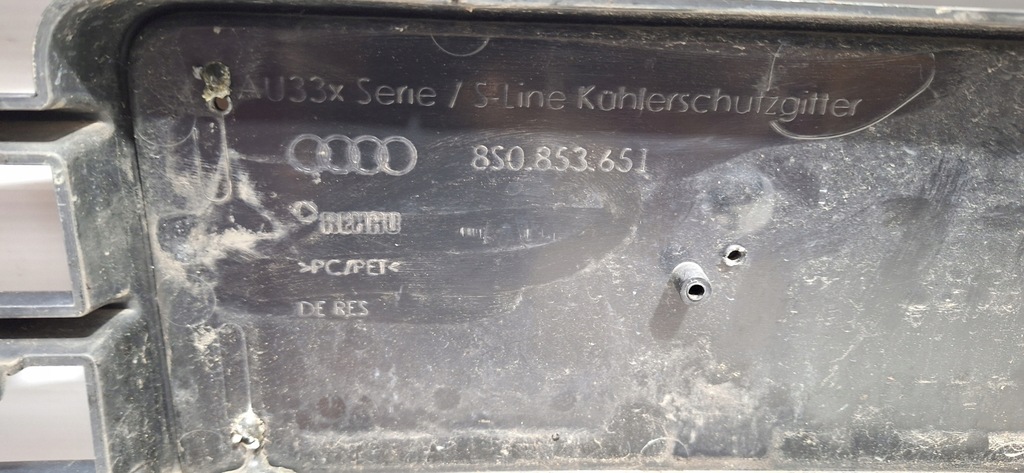 AU33x Serie / S-Line Kühlerschutzgitter
8S0.853.651
REHAU
>PC/PET<
DE RES